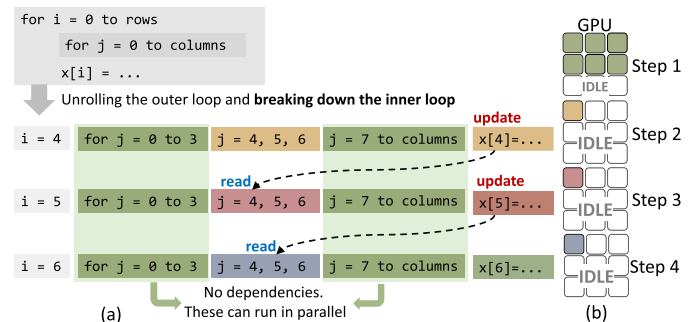 for i = 0 to rows
for j = 0 to columns
x[i] = ...
Unrolling the outer loop and breaking down the inner loop
update
i = 4 for j = 0 to 3 j = 4, 5, 6 j = 7 to columns x[4]=...
read
update
i = 5 for j = 0 to 3 j = 4, 5, 6 j = 7 to columns x[5]=...
read
i = 6 for j = 0 to 3 j = 4, 5, 6 j = 7 to columns x[6]=...
No dependencies.
These can run in parallel
(a)
GPU
Step 1
IDLE
Step 2
IDLE
Step 3
IDLE
Step 4
IDLE
(b)